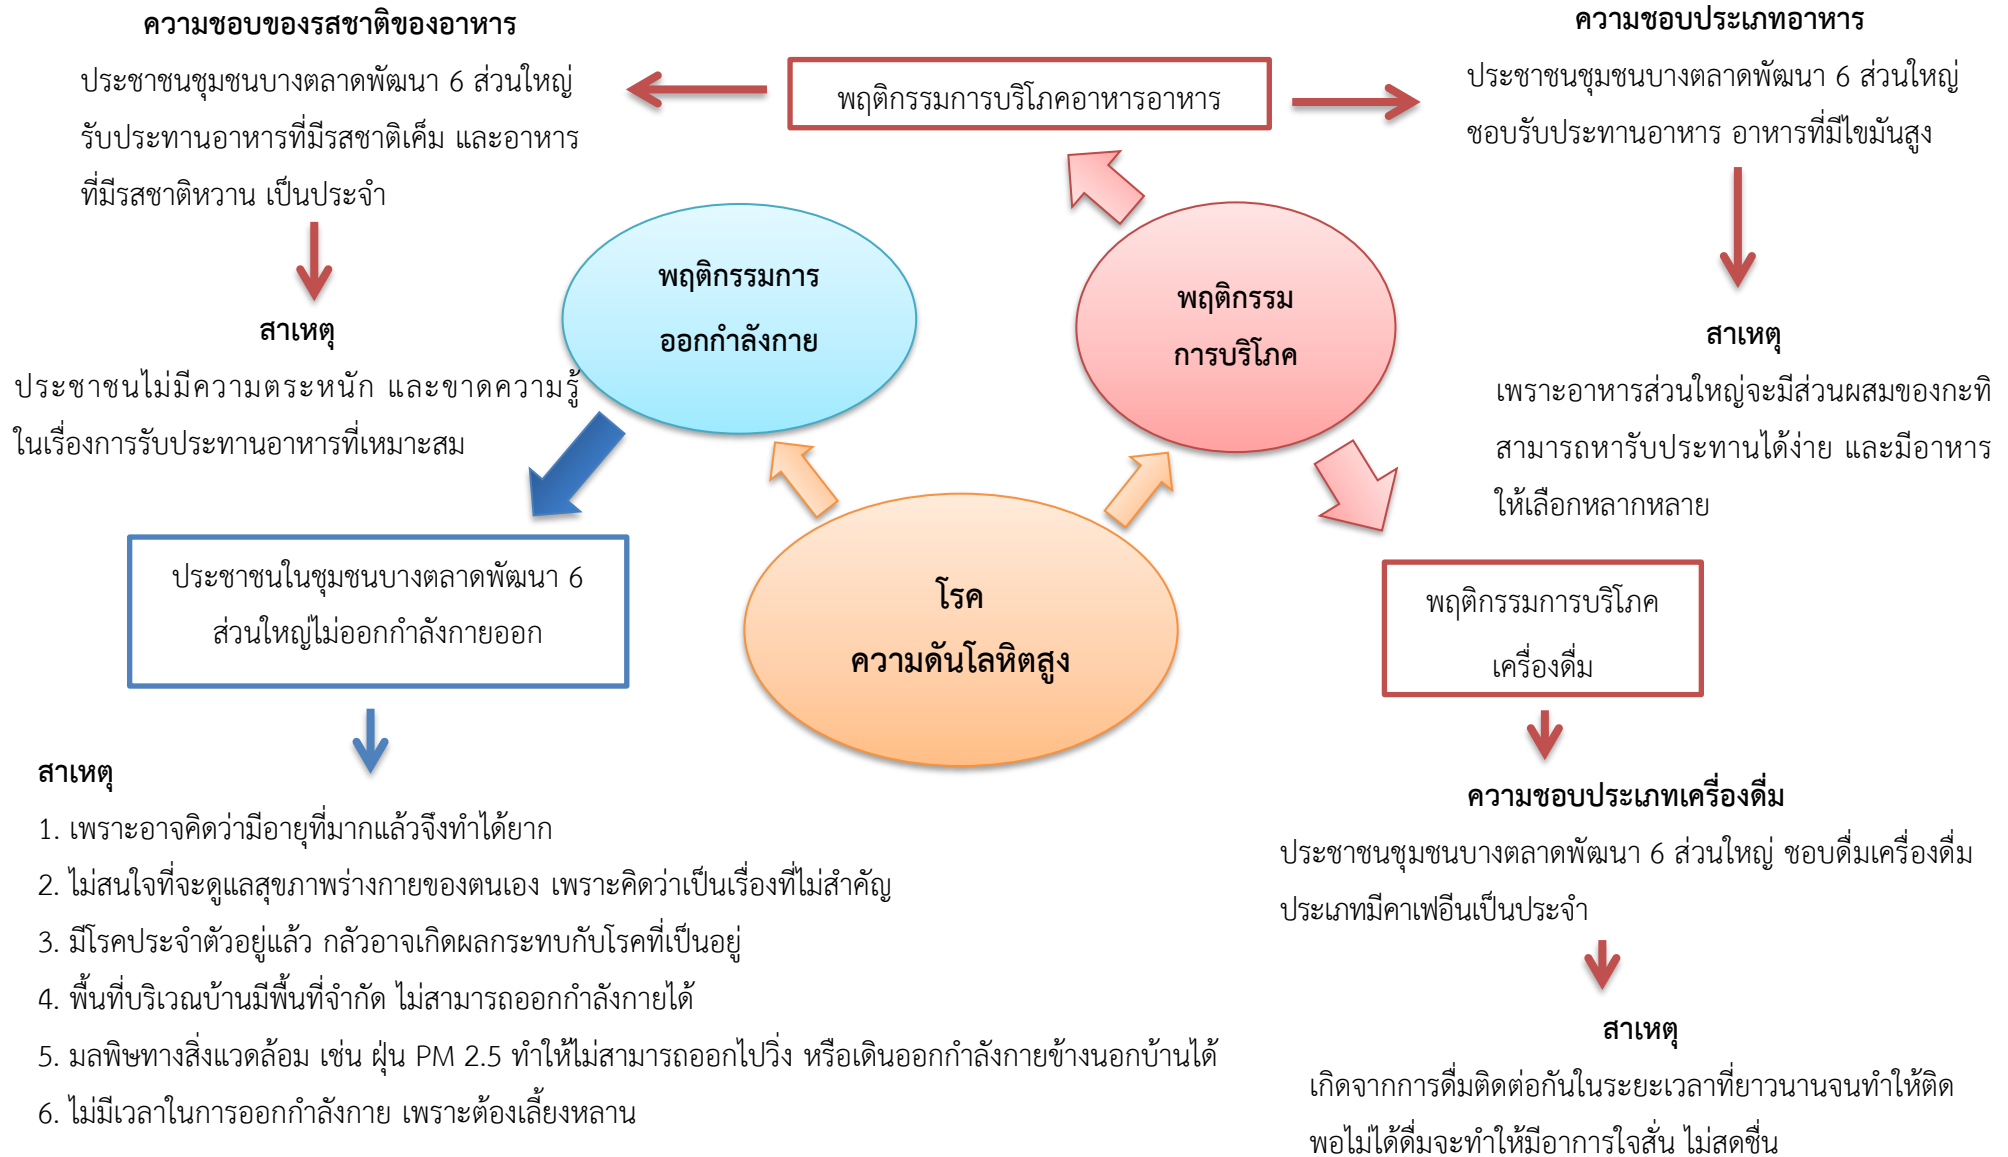 ความชอบของรสชาติของอาหาร
ประชาชนชุมชนบางตลาดพัฒนา 6 ส่วนใหญ่
รับประทานอาหารที่มีรสชาติเค็ม และอาหาร
ที่มีรสชาติหวาน เป็นประจำ
สาเหตุ
ประชาชนไม่มีความตระหนัก และขาดความรู้
ในเรื่องการรับประทานอาหารที่เหมาะสม
พฤติกรรมการบริโภคอาหารอาหาร
ความชอบประเภทอาหาร
ประชาชนชุมชนบางตลาดพัฒนา 6 ส่วนใหญ่
ชอบรับประทานอาหาร อาหารที่มีไขมันสูง
สาเหตุ
เพราะอาหารส่วนใหญ่จะมีส่วนผสมของกะทิ
สามารถหารับประทานได้ง่าย และมีอาหาร
ให้เลือกหลากหลาย
พฤติกรรมการ
ออกกำลังกาย
พฤติกรรม
การบริโภค
โรค
ความดันโลหิตสูง
ประชาชนในชุมชนบางตลาดพัฒนา 6
ส่วนใหญ่ไม่ออกกำลังกายออก
สาเหตุ
1. เพราะอาจคิดว่ามีอายุที่มากแล้วจึงทำได้ยาก
2. ไม่สนใจที่จะดูแลสุขภาพร่างกายของตนเอง เพราะคิดว่าเป็นเรื่องที่ไม่สำคัญ
3. มีโรคประจำตัวอยู่แล้ว กลัวอาจเกิดผลกระทบกับโรคที่เป็นอยู่
4. พื้นที่บริเวณบ้านมีพื้นที่จำกัด ไม่สามารถออกกำลังกายได้
5. มลพิษทางสิ่งแวดล้อม เช่น ฝุ่น PM 2.5 ทำให้ไม่สามารถออกไปวิ่ง หรือเดินออกกำลังกายข้างนอกบ้านได้
6. ไม่มีเวลาในการออกกำลังกาย เพราะต้องเลี้ยงหลาน
พฤติกรรมการบริโภค
เครื่องดื่ม
ความชอบประเภทเครื่องดื่ม
ประชาชนชุมชนบางตลาดพัฒนา 6 ส่วนใหญ่ ชอบดื่มเครื่องดื่ม
ประเภทมีคาเฟอีนเป็นประจำ
สาเหตุ
เกิดจากการดื่มติดต่อกันในระยะเวลาที่ยาวนานจนทำให้ติด
พอไม่ได้ดื่มจะทำให้มีอาการใจสั่น ไม่สดชื่น